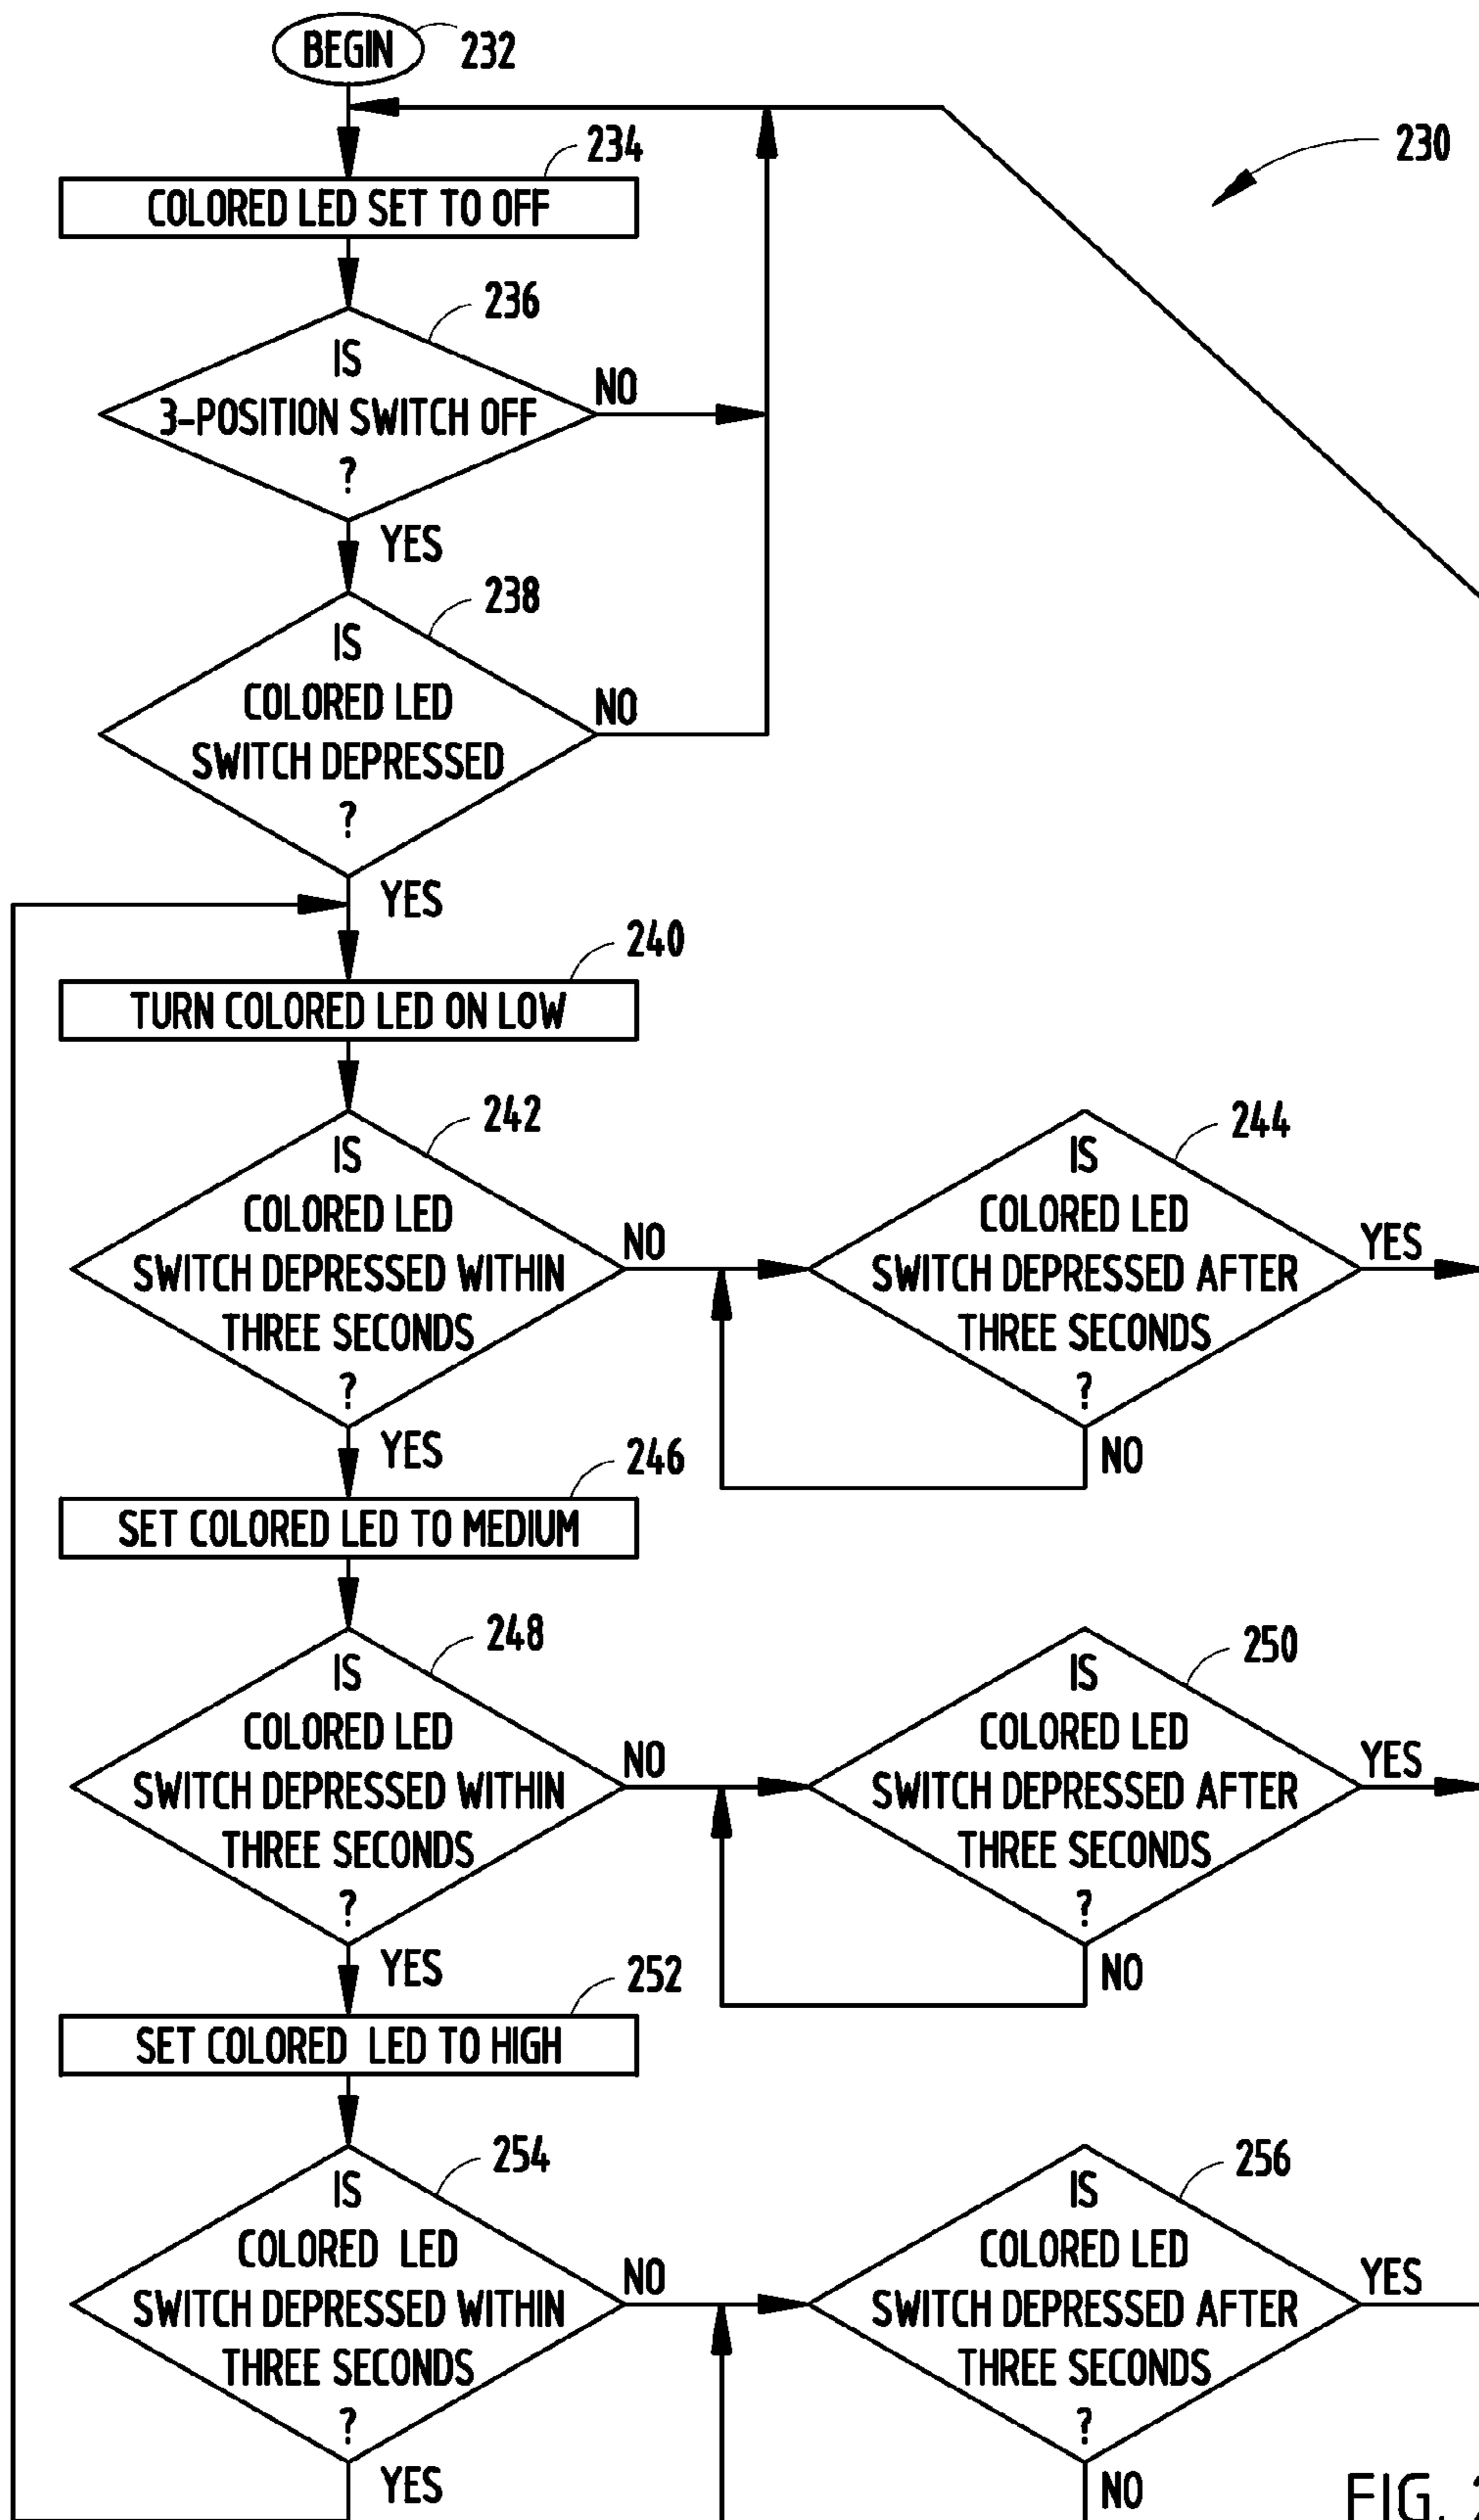 BEGIN
232
230
234
COLORED LED SET TO OFF
236
IS
3-POSITION SWITCH OFF
?
NO
YES
238
IS
COLORED LED
SWITCH DEPRESSED
?
NO
YES
240
TURN COLORED LED ON LOW
242
IS
COLORED LED
SWITCH DEPRESSED WITHIN
THREE SECONDS
?
NO
YES
244
IS
COLORED LED
SWITCH DEPRESSED AFTER
THREE SECONDS
?
YES
NO
246
SET COLORED LED TO MEDIUM
248
IS
COLORED LED
SWITCH DEPRESSED WITHIN
THREE SECONDS
?
NO
YES
250
IS
COLORED LED
SWITCH DEPRESSED AFTER
THREE SECONDS
?
YES
NO
252
SET COLORED LED TO HIGH
254
IS
COLORED LED
SWITCH DEPRESSED WITHIN
THREE SECONDS
?
NO
YES
256
IS
COLORED LED
SWITCH DEPRESSED AFTER
THREE SECONDS
?
YES
NO
FIG.